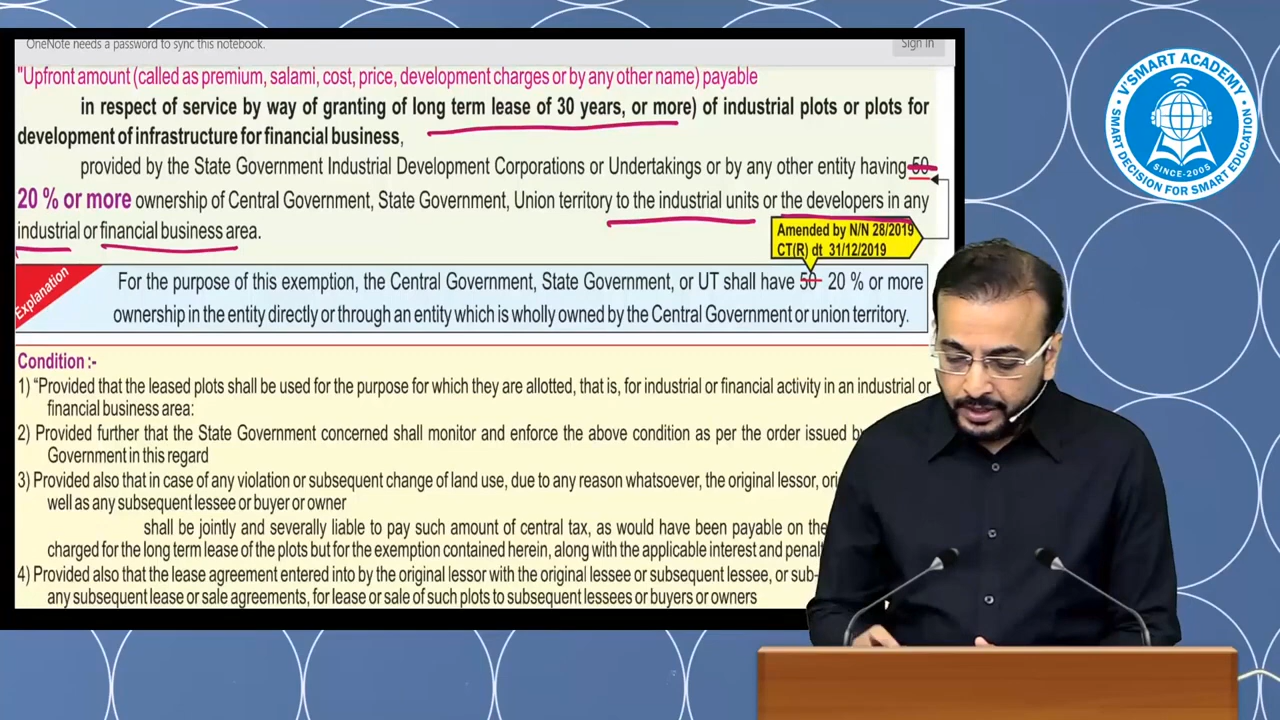 OneNote needs a password to sync this notebook.
Sign in
"Upfront amount (called as premium, salami, cost, price, development charges or by any other name) payable
in respect of service by way of granting of long term lease of 30 years, or more) of industrial plots or plots for
development of infrastructure for financial business,
provided by the State Government Industrial Development Corporations or Undertakings or by any other entity having 50
20 % or more ownership of Central Government, State Government, Union territory to the industrial units or the developers in any
industrial or financial business area.
Amended by N/N 28/2019
CT(R) dt 31/12/2019
Explanation
For the purpose of this exemption, the Central Government, State Government, or UT shall have 50 20 % or more
ownership in the entity directly or through an entity which is wholly owned by the Central Government or union territory.
Condition :-
1) “Provided that the leased plots shall be used for the purpose for which they are allotted, that is, for industrial or financial activity in an industrial or
financial business area:
2) Provided further that the State Government concerned shall monitor and enforce the above condition as per the order issued by
Government in this regard
3) Provided also that in case of any violation or subsequent change of land use, due to any reason whatsoever, the original lessor,
well as any subsequent lessee or buyer or owner
shall be jointly and severally liable to pay such amount of central tax, as would have been payable on the
charged for the long term lease of the plots but for the exemption contained herein, along with the applicable interest and
4) Provided also that the lease agreement entered into by the original lessor with the original lessee or subsequent lessee, or sub-
any subsequent lease or sale agreements, for lease or sale of such plots to subsequent lessees or buyers or owners
V'SMART ACADEMY
SINCE-2005
SMART DECISION FOR SMART EDUCATION